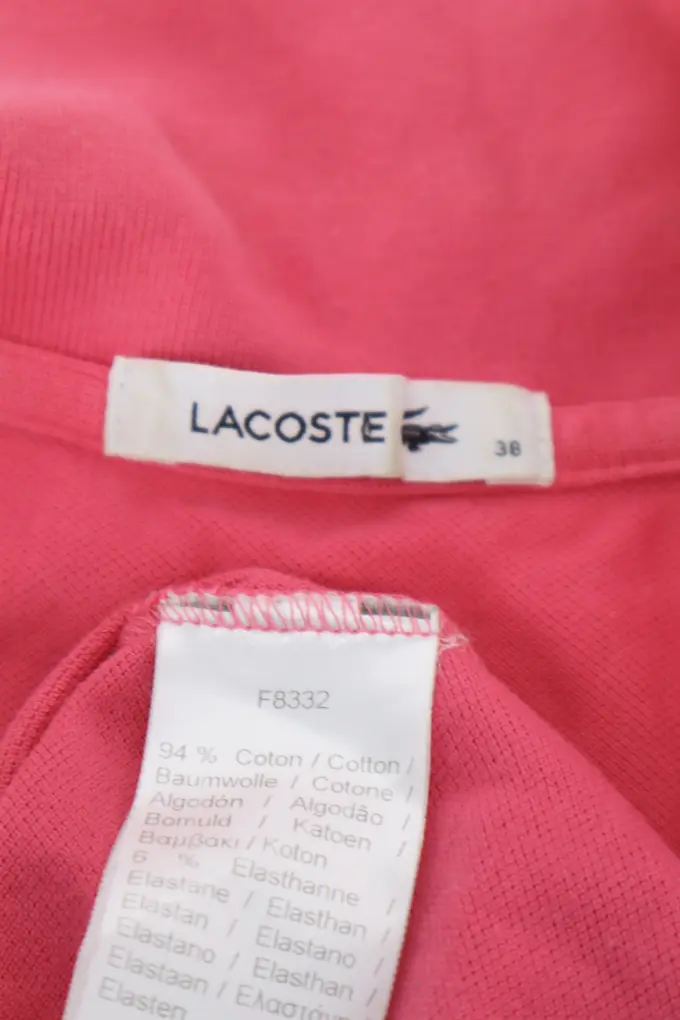 LACOSTE
38
F8332
94 % Coton / Cotton /
Baumwolle / Cotone /
Algodón / Algodão /
Bomuld / Katoen /
Βαμβάκι / Koton
6 % Elasthanne /
Elastane / Elasthan /
Elastan / Elastano /
Elastano / Elasthan /
Elastaan /
Elasten